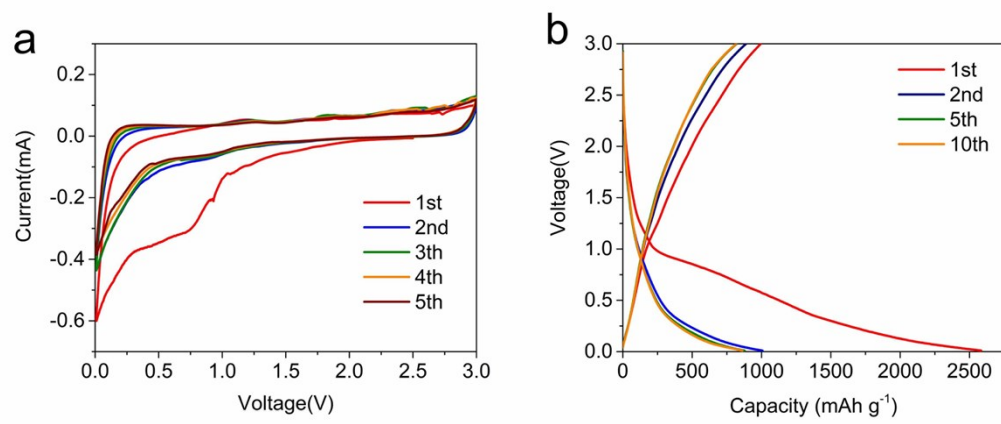 a
0.2
0.0
-0.2
-0.4
-0.6
Current(mA)
0.0 0.5 1.0 1.5 2.0 2.5 3.0
Voltage(V)
1st
2nd
3th
4th
5th
b
3.0
2.5
2.0
1.5
1.0
0.5
0.0
Voltage(V)
0 500 1000 1500 2000 2500
Capacity (mAh g⁻¹)
1st
2nd
5th
10th